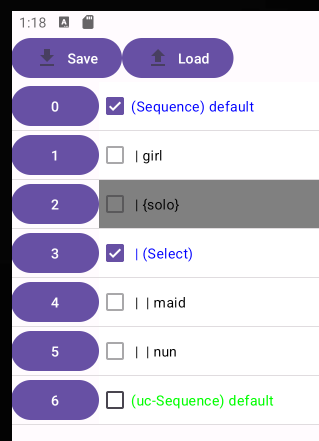 1:18 A
Save Load
0 (Sequence) default
1 | girl
2 | {solo}
3 | (Select)
4 | | maid
5 | | nun
6 (uc-Sequence) default